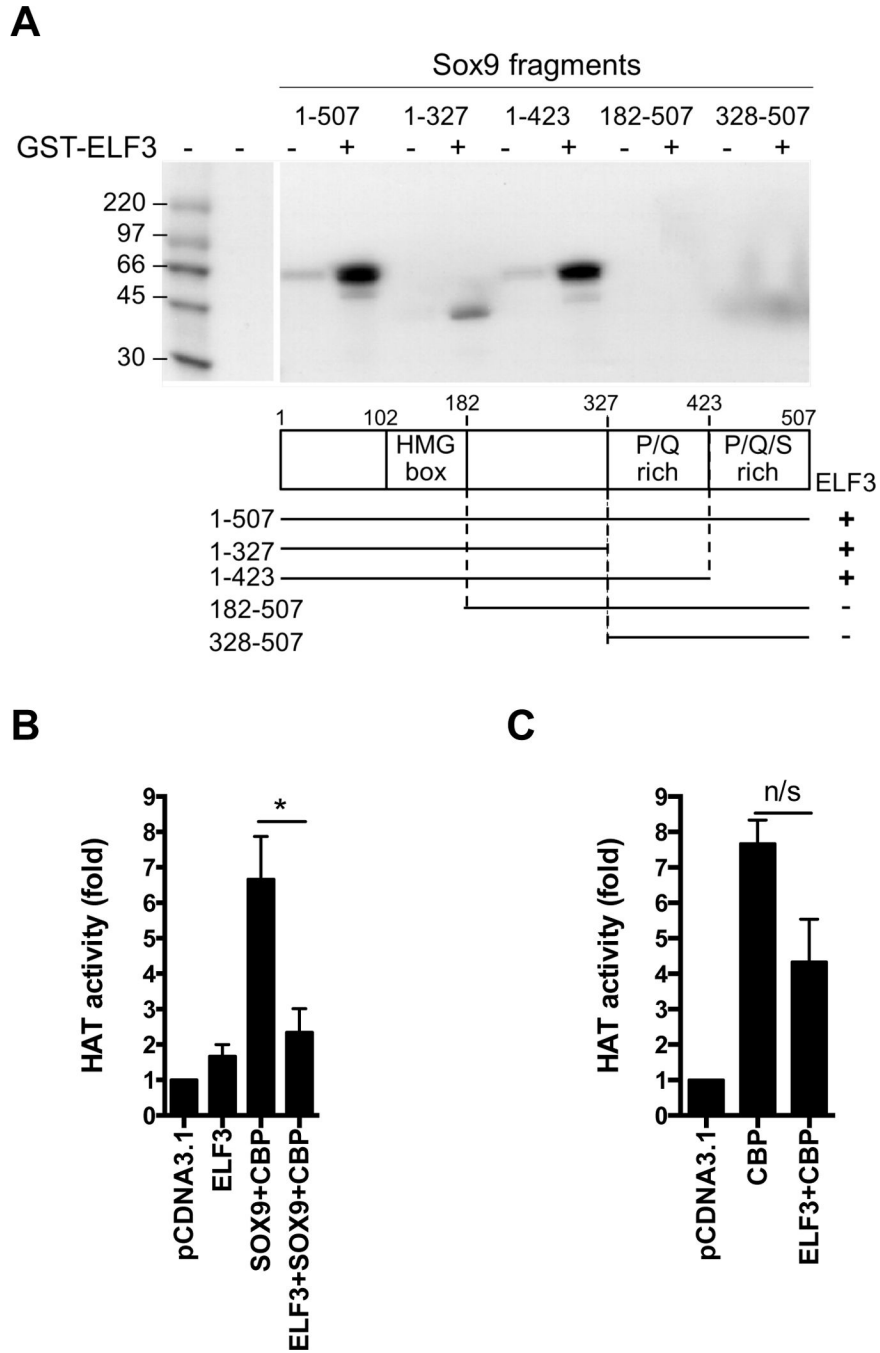 A
Sox9 fragments
1-507 1-327 1-423 182-507 328-507
GST-ELF3 - - - + - + - + - + - +
220
97
66
45
30
1 102 182 327 423 507
HMG box
P/Q rich
P/Q/S rich
ELF3
1-507 +
1-327 +
1-423 +
182-507 -
328-507 -
B
HAT activity (fold)
9
8
7
6
5
4
3
2
1
0
*
pCDNA3.1
ELF3
SOX9+CBP
ELF3+SOX9+CBP
C
HAT activity (fold)
9
8
7
6
5
4
3
2
1
0
n/s
pCDNA3.1
CBP
ELF3+CBP